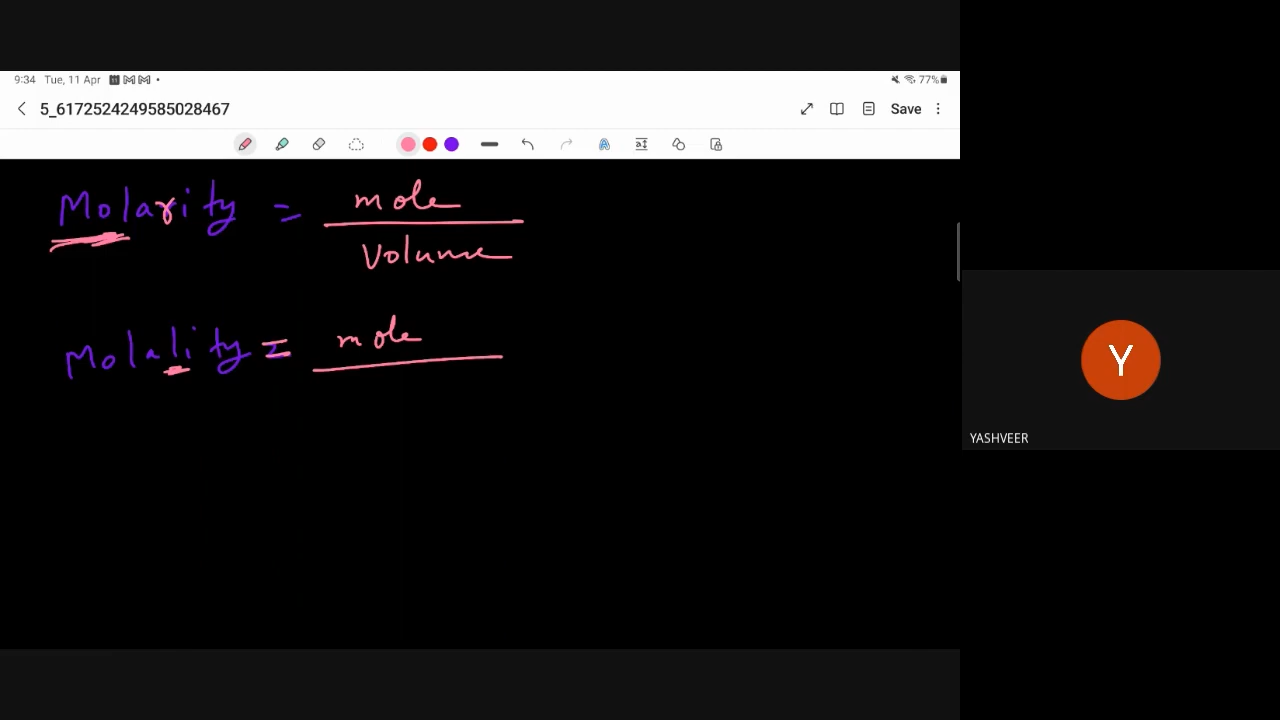 9:34 Tue, 11 Apr 77%
5_6172524249585028467 Save
Molarity = mole
Volume
Molality = mole
Y
YASHVEER